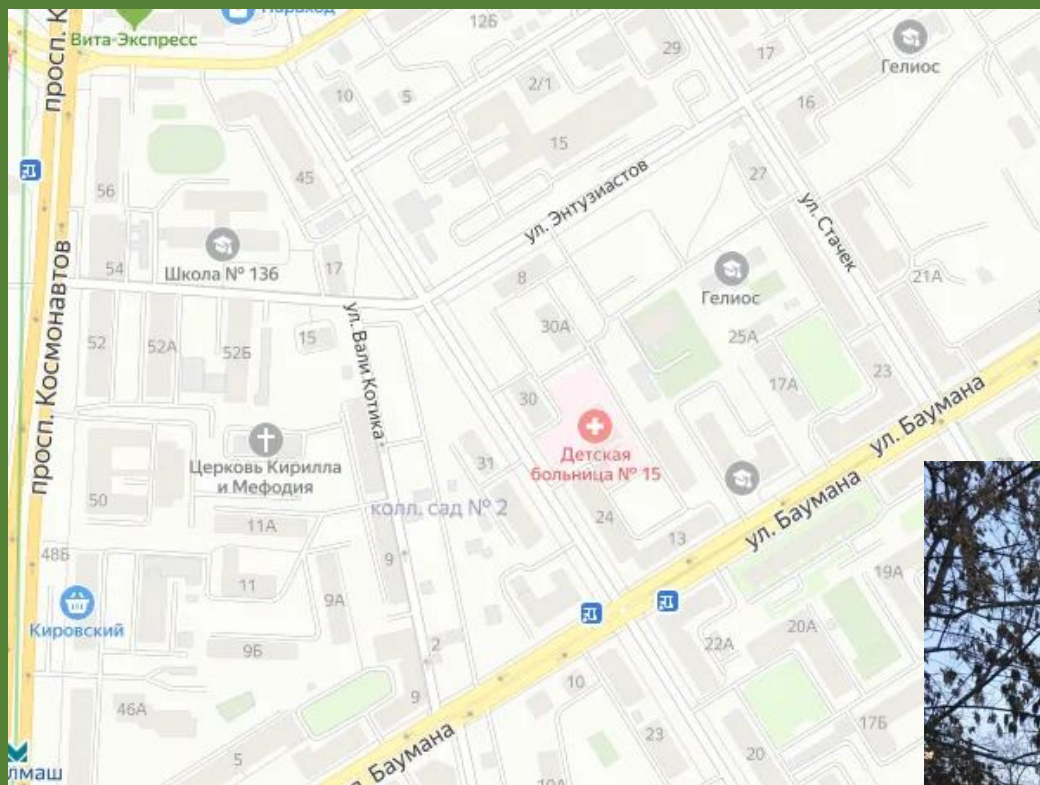 просп. К
Вита-Экспресс
Параход
12Б
2/1
29
17
Гелиос
16
10
5
15
56
45
27
ул. Энтузиастов
ул. Стачек
просп. Космонавтов
54
Школа № 136
17
8
Гелиос
21А
52
52А
52Б
15
ул. Вали Котика
30А
25А
17А
23
30
Детская
больница № 15
ул. Баумана
Церковь Кирилла
и Мефодия
31
50
колл. сад № 2
ул. Баумана
11А
24
13
48Б
11
9
19А
Кировский
9А
9Б
2
22А
20А
46А
9
10
17Б
5
23
20
лмаш
Баумана